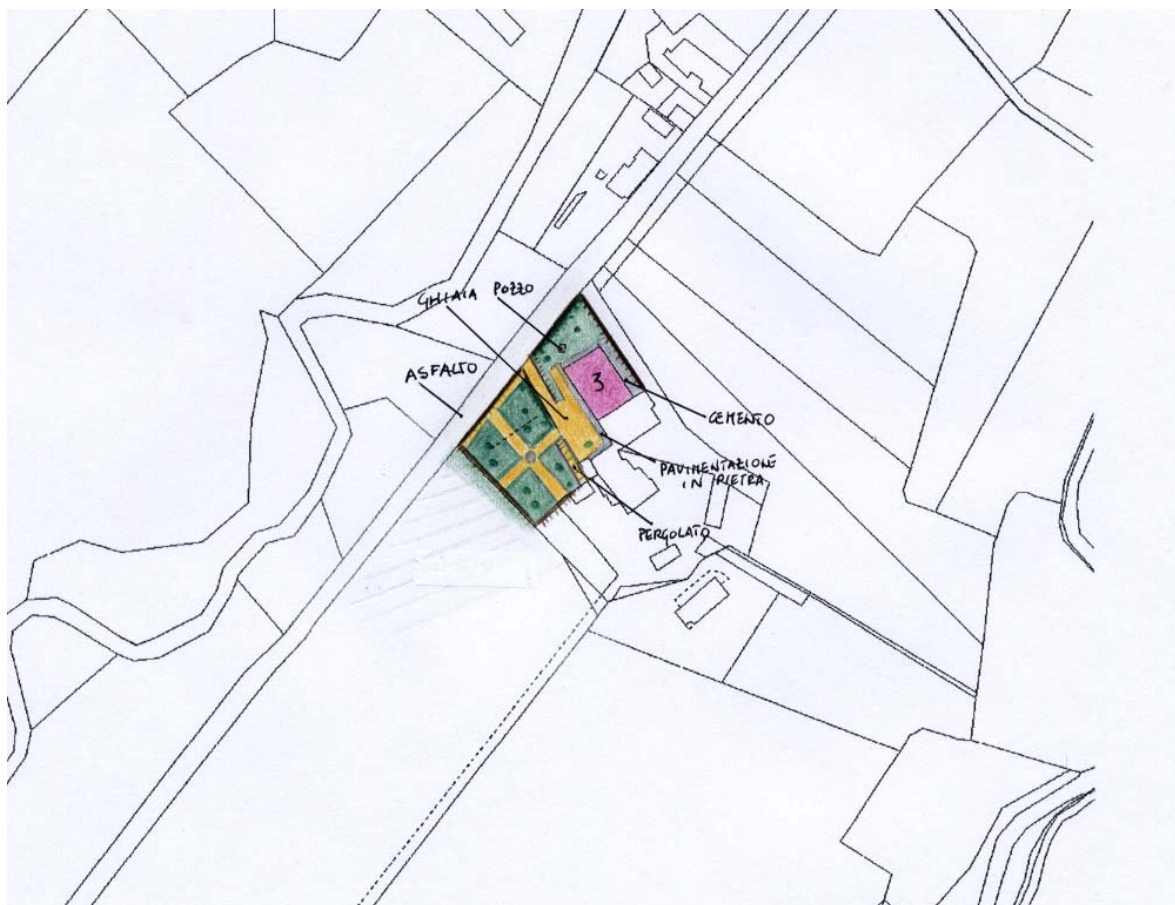 GHIAIA
POZZO
ASFALTO
3
CEMENTO
PAVIMENTAZIONE
IN PIETRA
PERGOLATO